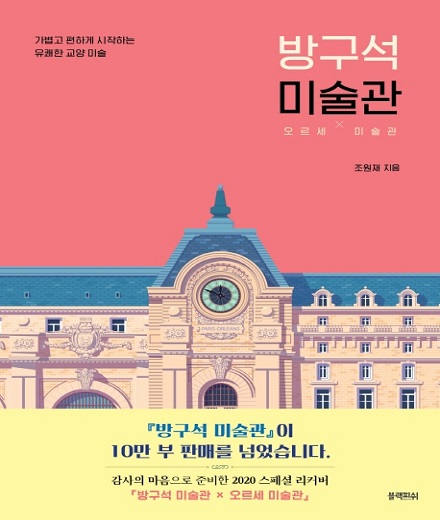 가볍고 편하게 시작하는
유쾌한 교양 미술
방구석
미술관
오르세 × 미술관
조원재 지음
PARIS-ORLEANS
『방구석 미술관』이
10만 부 판매를 넘었습니다.
감사의 마음으로 준비한 2020 스페셜 리커버
『방구석 미술관 × 오르세 미술관』
블랙피쉬